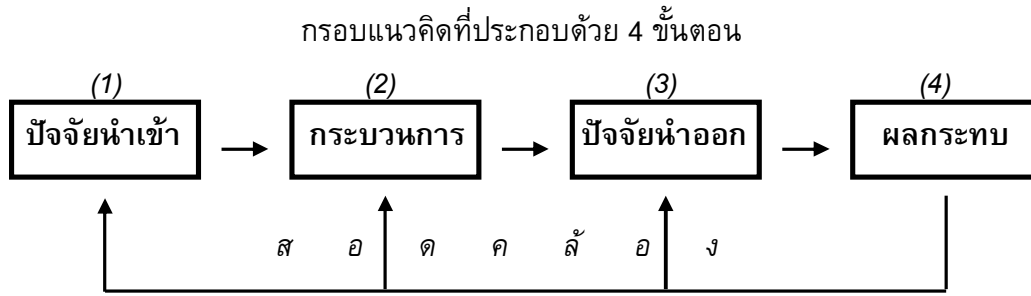 กรอบแนวคิดที่ประกอบด้วย 4 ขั้นตอน
(1) (2) (3) (4)
ปัจจัยนำเข้า กระบวนการ ปัจจัยนำออก ผลกระทบ
ส อ ด ค ล้ อ ง